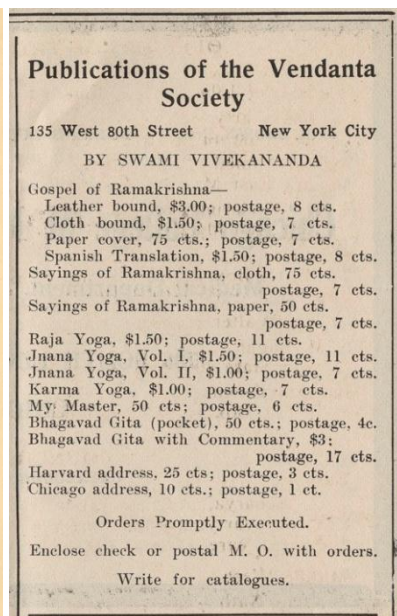 Publications of the Vendanta
Society
135 West 80th Street New York City
BY SWAMI VIVEKANANDA
Gospel of Ramakrishna—
Leather bound, $3.00; postage, 8 cts.
Cloth bound, $1.50; postage, 7 cts.
Paper cover, 75 cts.; postage, 7 cts.
Spanish Translation, $1.50; postage, 8 cts.
Sayings of Ramakrishna, cloth, 75 cts.
postage, 7 cts.
Sayings of Ramakrishna, paper, 50 cts.
postage, 7 cts.
Raja Yoga, $1.50; postage, 11 cts.
Jnana Yoga, Vol. I, $1.50; postage, 11 cts.
Jnana Yoga, Vol. II, $1.00; postage, 7 cts.
Karma Yoga, $1.00; postage, 7 cts.
My Master, 50 cts; postage, 6 cts.
Bhagavad Gita (pocket), 50 cts.; postage, 4c.
Bhagavad Gita with Commentary, $3;
postage, 17 cts.
Harvard address, 25 cts; postage, 3 cts.
Chicago address, 10 cts.; postage, 1 ct.
Orders Promptly Executed.
Enclose check or postal M. O. with orders.
Write for catalogues.